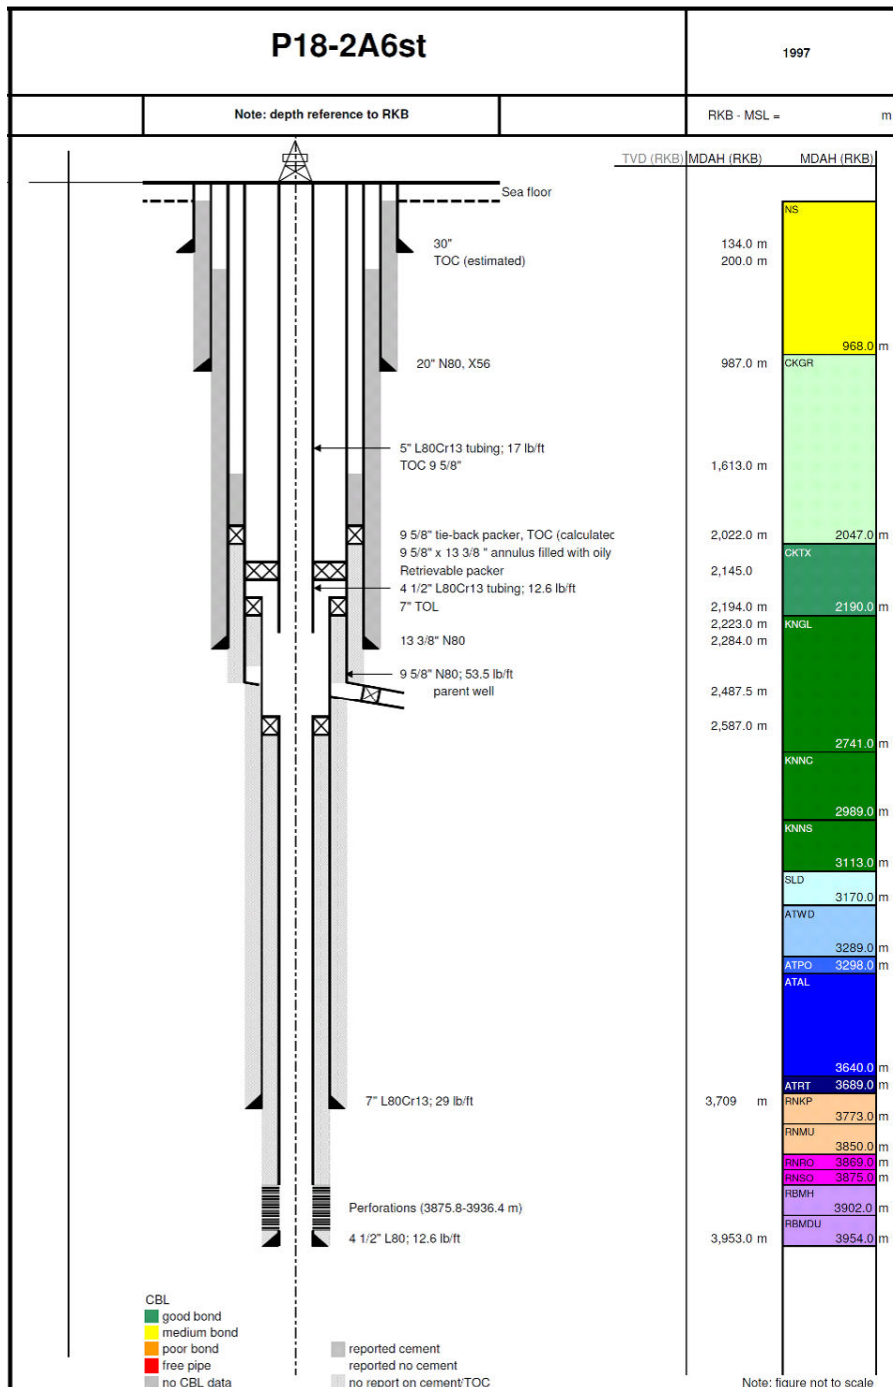 P18-2A6st
1997
Note: depth reference to RKB
RKB - MSL = m
TVD (RKB) MDAH (RKB) MDAH (RKB)
Sea floor
NS
30" 134.0 m
TOC (estimated) 200.0 m
968.0 m
20" N80, X56 987.0 m
CKGR
5" L80Cr13 tubing; 17 lb/ft
TOC 9 5/8" 1,613.0 m
9 5/8" tie-back packer, TOC (calculated 2,022.0 m 2047.0 m
9 5/8" x 13 3/8 " annulus filled with oily
CKTX
Retrievable packer 2,145.0
4 1/2" L80Cr13 tubing; 12.6 lb/ft
7" TOL 2,194.0 m 2190.0 m
2,223.0 m
KNGL
13 3/8" N80 2,284.0 m
9 5/8" N80; 53.5 lb/ft
parent well 2,487.5 m
2,587.0 m
2741.0 m
KNNC
2989.0 m
KNNS
3113.0 m
SLD
3170.0 m
ATWD
3289.0 m
ATPO 3298.0 m
ATAL
3640.0 m
ATRT 3689.0 m
7" L80Cr13; 29 lb/ft 3,709 m
RNKP
3773.0 m
RNMU
3850.0 m
RNRO 3869.0 m
RNSO 3875.0 m
RBMH
Perforations (3875.8-3936.4 m) 3902.0 m
RBMDU
4 1/2" L80; 12.6 lb/ft 3,953.0 m 3954.0 m
CBL
good bond
medium bond
poor bond
free pipe
no CBL data
reported cement
reported no cement
no report on cement/TOC
Note: figure not to scale